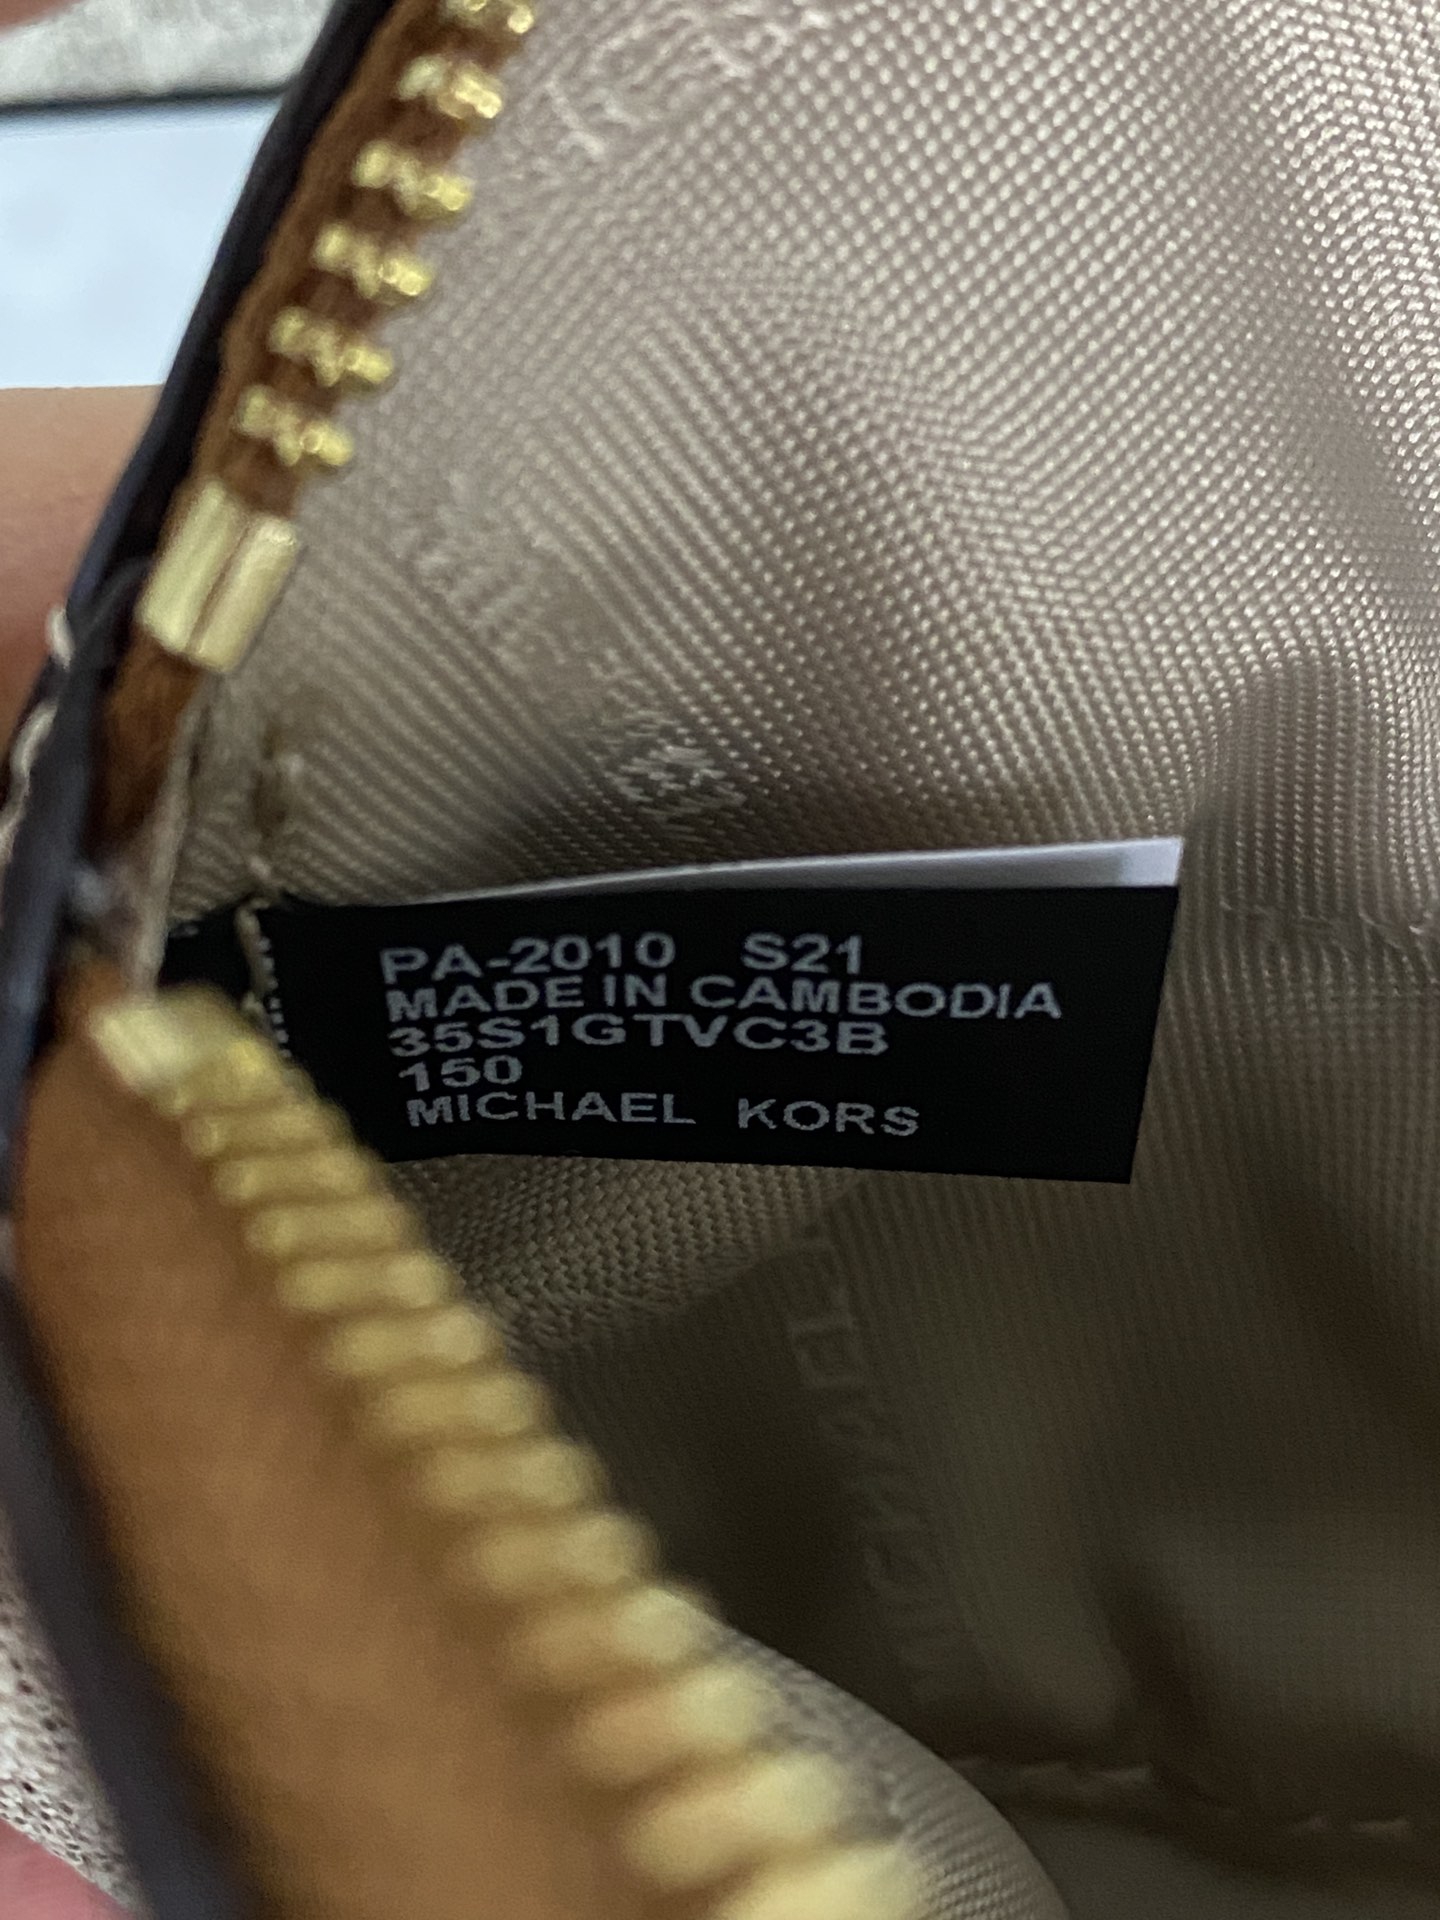 PA-2010 S21
MADE IN CAMBODIA
35S1GTVC3B
150
MICHAEL KORS